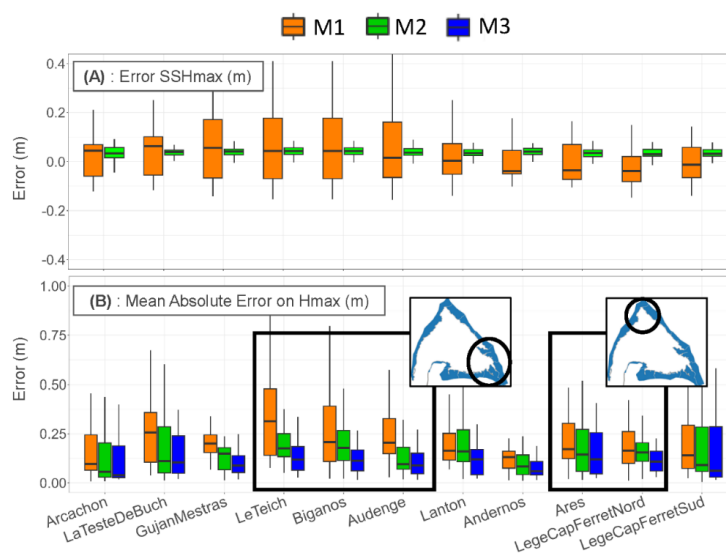 M1 M2 M3
(A) : Error SSHmax (m)
Error (m)
0.4
0.2
0.0
-0.2
-0.4
(B) : Mean Absolute Error on Hmax (m)
Error (m)
1.00
0.75
0.50
0.25
0.00
Arcachon
LaTesteDeBuch
GujanMestras
LeTeich
Biganos
Audenge
Lanton
Andernos
Ares
LegeCapFerretNord
LegeCapFerretSud